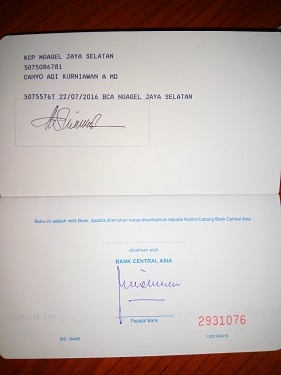 KCP NGAGEL JAYA SELATAN
5075086781
CAHYO ADI KURNIAWAN A MD
5075576T 22/07/2016 BCA NGAGEL JAYA SELATAN
Buku ini adalah milik Bank, apabila ditemukan harap dikembalikan kepada Kantor Cabang Bank Central Asia
disahkan oleh
BANK CENTRAL ASIA
Pejabat Bank
2931076